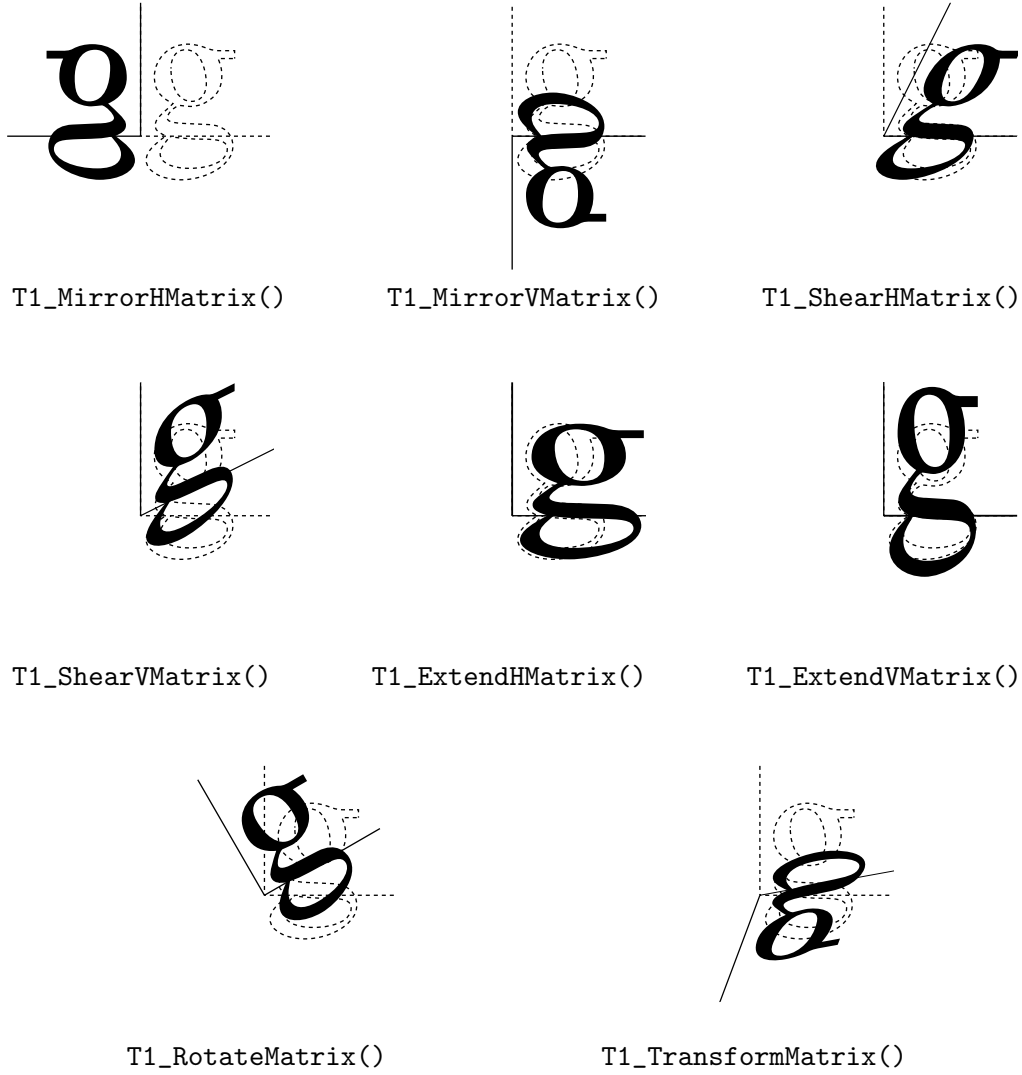 g g g
T1_MirrorHMatrix() T1_MirrorVMatrix() T1_ShearHMatrix()
g g g
T1_ShearVMatrix() T1_ExtendHMatrix() T1_ExtendVMatrix()
g g
T1_RotateMatrix() T1_TransformMatrix()